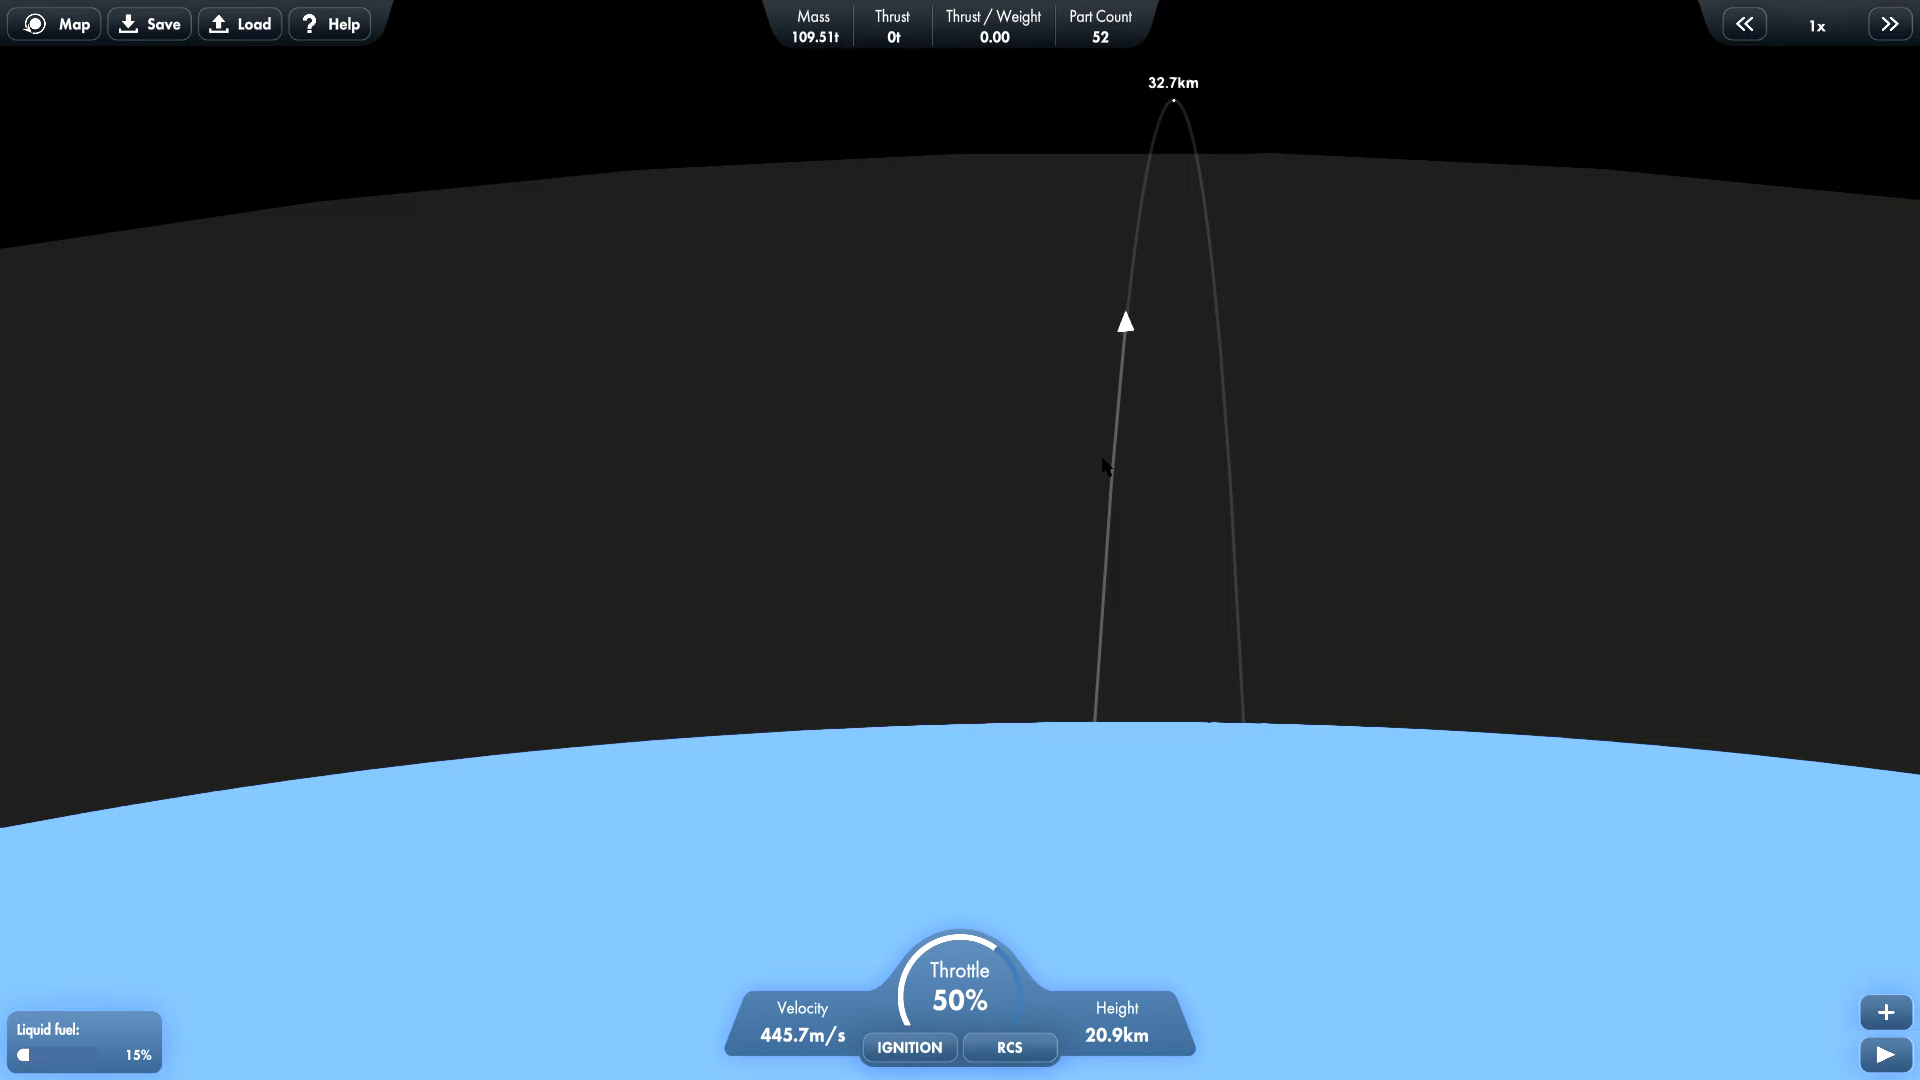 Map
Save
Load
? Help
Mass
109.51t
Thrust
0t
Thrust / Weight
0.00
Part Count
52
1x
32.7km
Throttle
50%
Velocity
445.7m/s
Height
20.9km
IGNITION
RCS
Liquid fuel:
15%